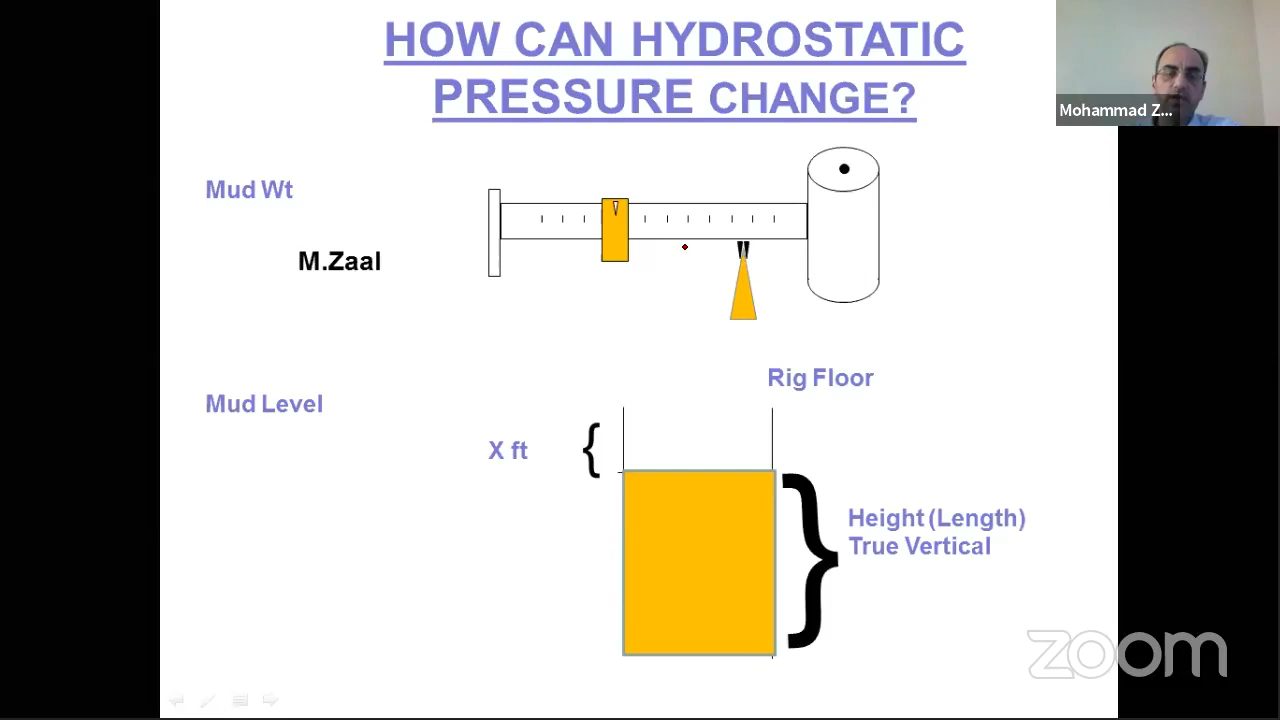 HOW CAN HYDROSTATIC
PRESSURE CHANGE?
Mohammad Z...
Mud Wt
M.Zaal
Rig Floor
Mud Level
X ft
Height (Length)
True Vertical
zoom